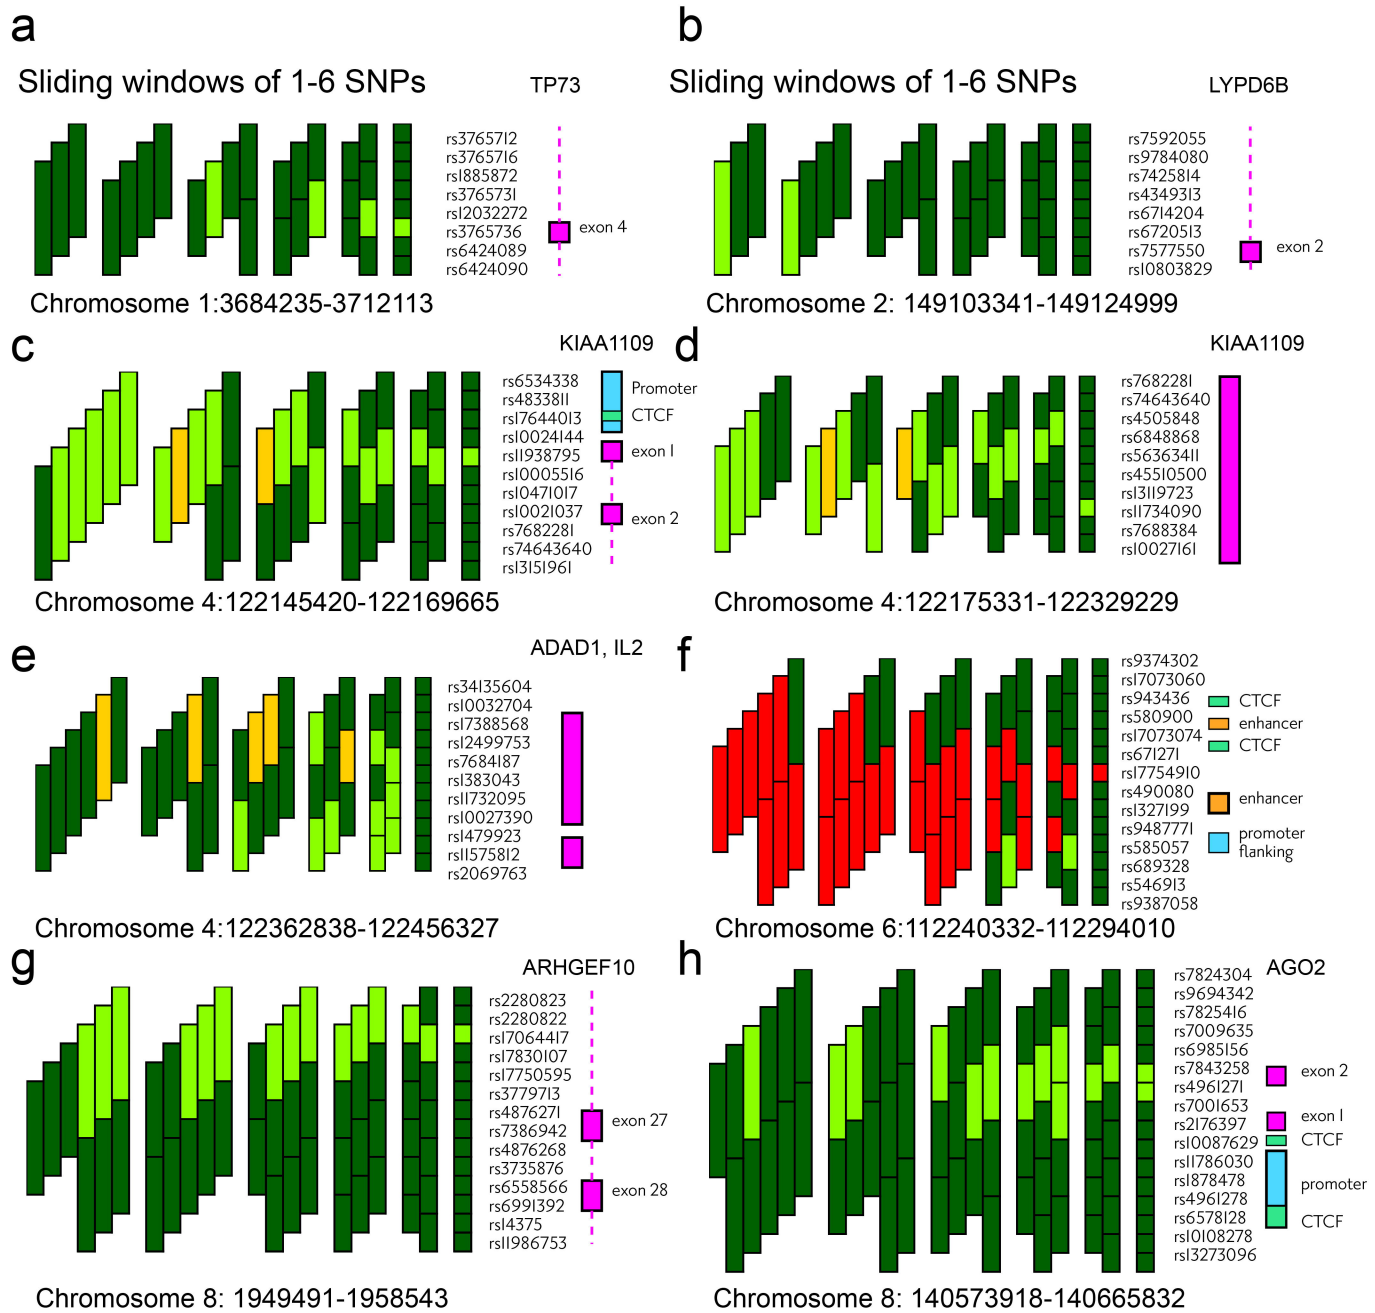 a
Sliding windows of 1-6 SNPs
TP73
rs3765712
rs3765716
rs1885872
rs3765731
rs12032272
rs3765736
rs6424089
rs6424090
exon 4
Chromosome 1:3684235-3712113
b
Sliding windows of 1-6 SNPs
LYPD6B
rs7592055
rs9784080
rs7425814
rs4349313
rs6714204
rs6720513
rs7577550
rs10803829
exon 2
Chromosome 2: 149103341-149124999
c
KIAA1109
rs6534338
rs4833811
rs17644013
rs10024144
rs11938795
rs10005516
rs10471017
rs10021037
rs7682281
rs74643640
rs13151961
Promoter
CTCF
exon 1
exon 2
Chromosome 4:122145420-122169665
d
KIAA1109
rs7682281
rs74643640
rs4505848
rs6848868
rs56363411
rs45510500
rs13119723
rs11734090
rs7688384
rs10027161
Chromosome 4:122175331-122329229
e
ADAD1, IL2
rs34135604
rs10032704
rs17388568
rs12499753
rs7684187
rs1383043
rs11732095
rs10027390
rs1479923
rs11575812
rs2069763
Chromosome 4:122362838-122456327
f
rs9374302
rs17073060
rs943436
rs580900
rs17073074
rs671271
rs17754910
rs490080
rs1327199
rs9487771
rs585057
rs689328
rs546913
rs9387058
CTCF
enhancer
CTCF
enhancer
promoter
flanking
Chromosome 6:112240332-112294010
g
ARHGEF10
rs2280823
rs2280822
rs17064417
rs17830107
rs17750595
rs3779713
rs4876271
rs7386942
rs4876268
rs3735876
rs6558566
rs6991392
rs14375
rs11986753
exon 27
exon 28
Chromosome 8: 1949491-1958543
h
AGO2
rs7824304
rs9694342
rs7825416
rs7009635
rs6985156
rs7843258
rs4961271
rs7001653
rs2176397
rs10087629
rs11786030
rs1878478
rs4961278
rs6578128
rs10108278
rs13273096
exon 2
exon 1
CTCF
promoter
CTCF
Chromosome 8: 140573918-140665832